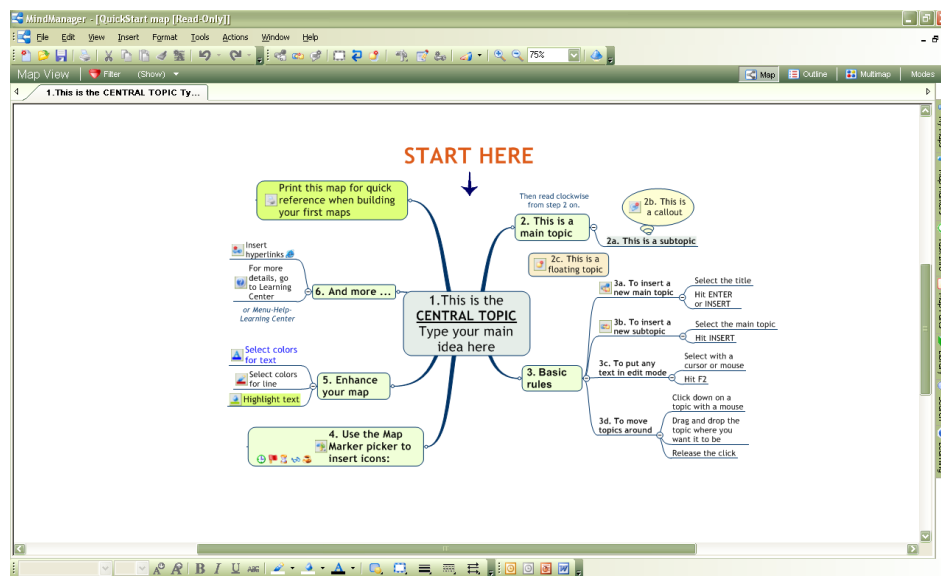 MindManager - [QuickStart map [Read-Only]]
File Edit View Insert Format Tools Actions Window Help
75%
Map View Filter (Show) Map Outline Multimap Modes
1.This is the CENTRAL TOPIC Ty...
START HERE
Print this map for quick
reference when building
your first maps
Then read clockwise
from step 2 on.
2. This is a
main topic
2b. This is
a callout
2a. This is a subtopic
2c. This is a
floating topic
Insert
hyperlinks
For more
details, go
to Learning
Center
or Menu-Help-
Learning Center
6. And more ...
1.This is the
CENTRAL TOPIC
Type your main
idea here
3a. To insert a
new main topic
Select the title
Hit ENTER
or INSERT
3b. To insert a
new subtopic
Select the main topic
Hit INSERT
3. Basic
rules
3c. To put any
text in edit mode
Select with a
cursor or mouse
Hit F2
3d. To move
topics around
Click down on a
topic with a mouse
Drag and drop the
topic where you
want it to be
Release the click
Select colors
for text
Select colors
for line
Highlight text
5. Enhance
your map
4. Use the Map
Marker picker to
insert icons:
B I U ABC A